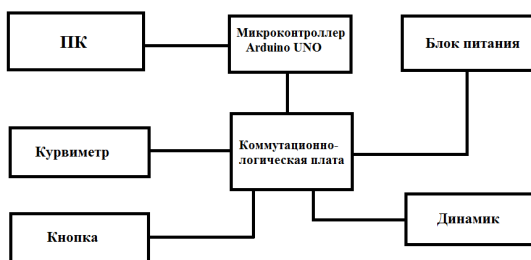 ПК
Микроконтроллер
Arduino UNO
Блок питания
Курвиметр
Коммутационно-
логическая плата
Кнопка
Динамик